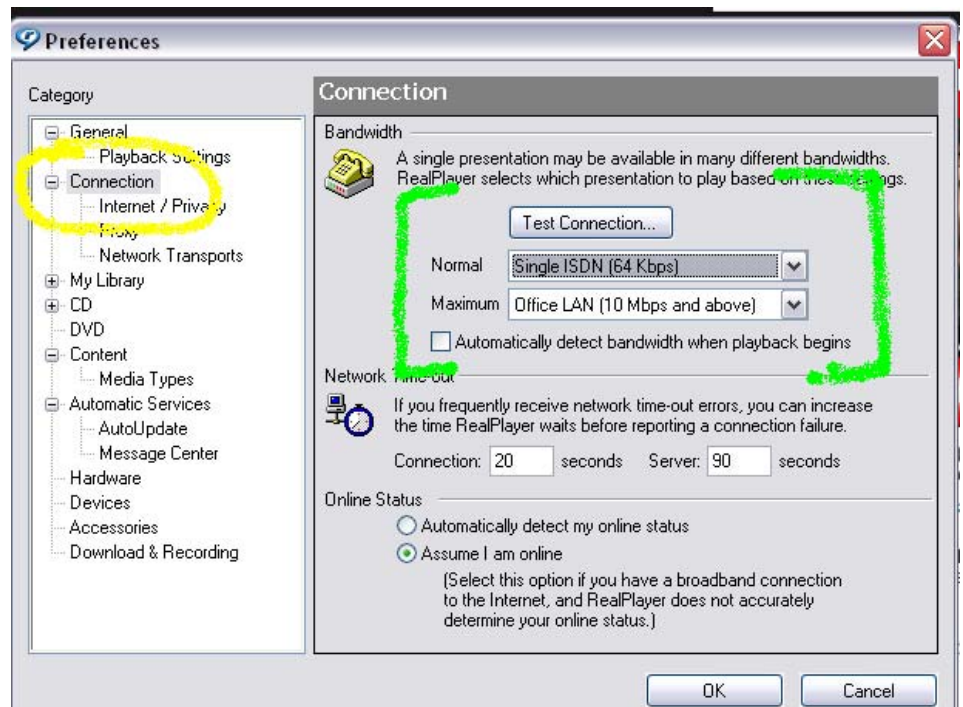 Preferences
Category
General
Playback Settings
Connection
Internet / Privacy
Proxy
Network Transports
My Library
CD
DVD
Content
Media Types
Automatic Services
AutoUpdate
Message Center
Hardware
Devices
Accessories
Download & Recording
Connection
Bandwidth
A single presentation may be available in many different bandwidths.
RealPlayer selects which presentation to play based on these settings.
Test Connection...
Normal Single ISDN (64 Kbps)
Maximum Office LAN (10 Mbps and above)
Automatically detect bandwidth when playback begins
Network Time-out
If you frequently receive network time-out errors, you can increase
the time RealPlayer waits before reporting a connection failure.
Connection: 20 seconds Server: 90 seconds
Online Status
Automatically detect my online status
Assume I am online
(Select this option if you have a broadband connection
to the Internet, and RealPlayer does not accurately
determine your online status.)
OK Cancel